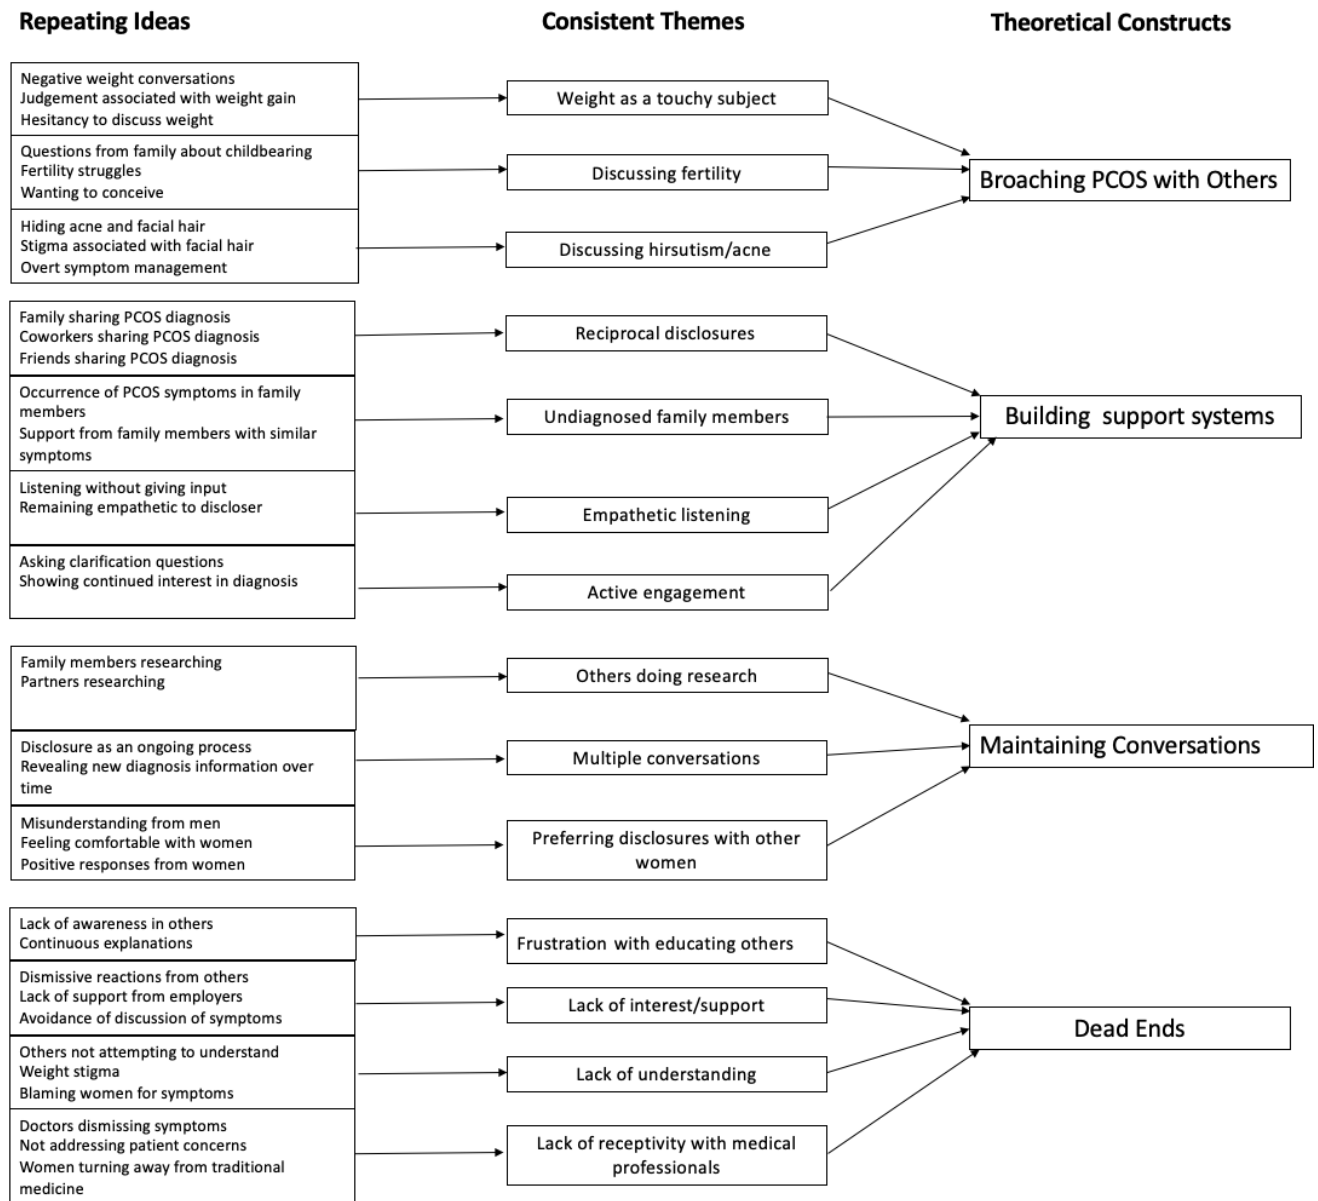 Repeating Ideas
Consistent Themes
Theoretical Constructs
Negative weight conversations
Judgement associated with weight gain
Hesitancy to discuss weight
Weight as a touchy subject
Questions from family about childbearing
Fertility struggles
Wanting to conceive
Discussing fertility
Broaching PCOS with Others
Hiding acne and facial hair
Stigma associated with facial hair
Overt symptom management
Discussing hirsutism/acne
Family sharing PCOS diagnosis
Coworkers sharing PCOS diagnosis
Friends sharing PCOS diagnosis
Reciprocal disclosures
Occurrence of PCOS symptoms in family
members
Support from family members with similar
symptoms
Undiagnosed family members
Building support systems
Listening without giving input
Remaining empathetic to discloser
Empathetic listening
Asking clarification questions
Showing continued interest in diagnosis
Active engagement
Family members researching
Partners researching
Others doing research
Disclosure as an ongoing process
Revealing new diagnosis information over
time
Multiple conversations
Maintaining Conversations
Misunderstanding from men
Feeling comfortable with women
Positive responses from women
Preferring disclosures with other
women
Lack of awareness in others
Continuous explanations
Frustration with educating others
Dismissive reactions from others
Lack of support from employers
Avoidance of discussion of symptoms
Lack of interest/support
Dead Ends
Others not attempting to understand
Weight stigma
Blaming women for symptoms
Lack of understanding
Doctors dismissing symptoms
Not addressing patient concerns
Women turning away from traditional
medicine
Lack of receptivity with medical
professionals